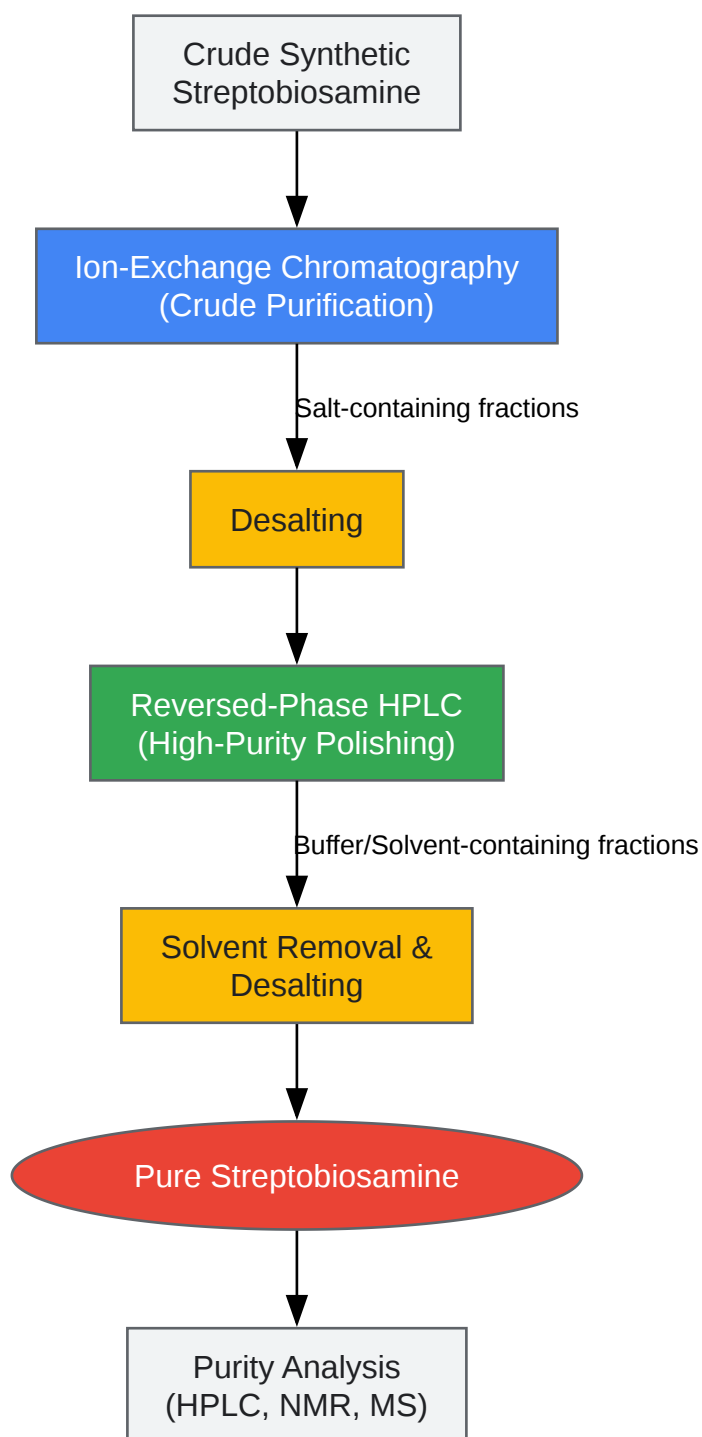 Crude Synthetic
Streptobiosamine
Ion-Exchange Chromatography
(Crude Purification)
Salt-containing fractions
Desalting
Reversed-Phase HPLC
(High-Purity Polishing)
Buffer/Solvent-containing fractions
Solvent Removal &
Desalting
Pure Streptobiosamine
Purity Analysis
(HPLC, NMR, MS)